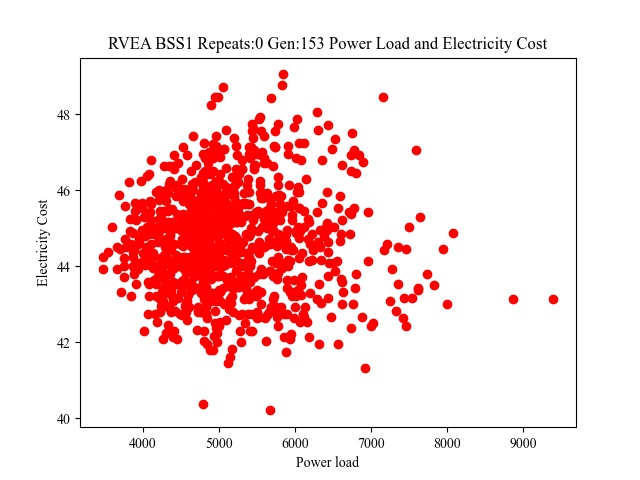 RVEA BSS1 Repeats:0 Gen:153 Power Load and Electricity Cost
48
46
44
42
40
Electricity Cost
4000 5000 6000 7000 8000 9000
Power load